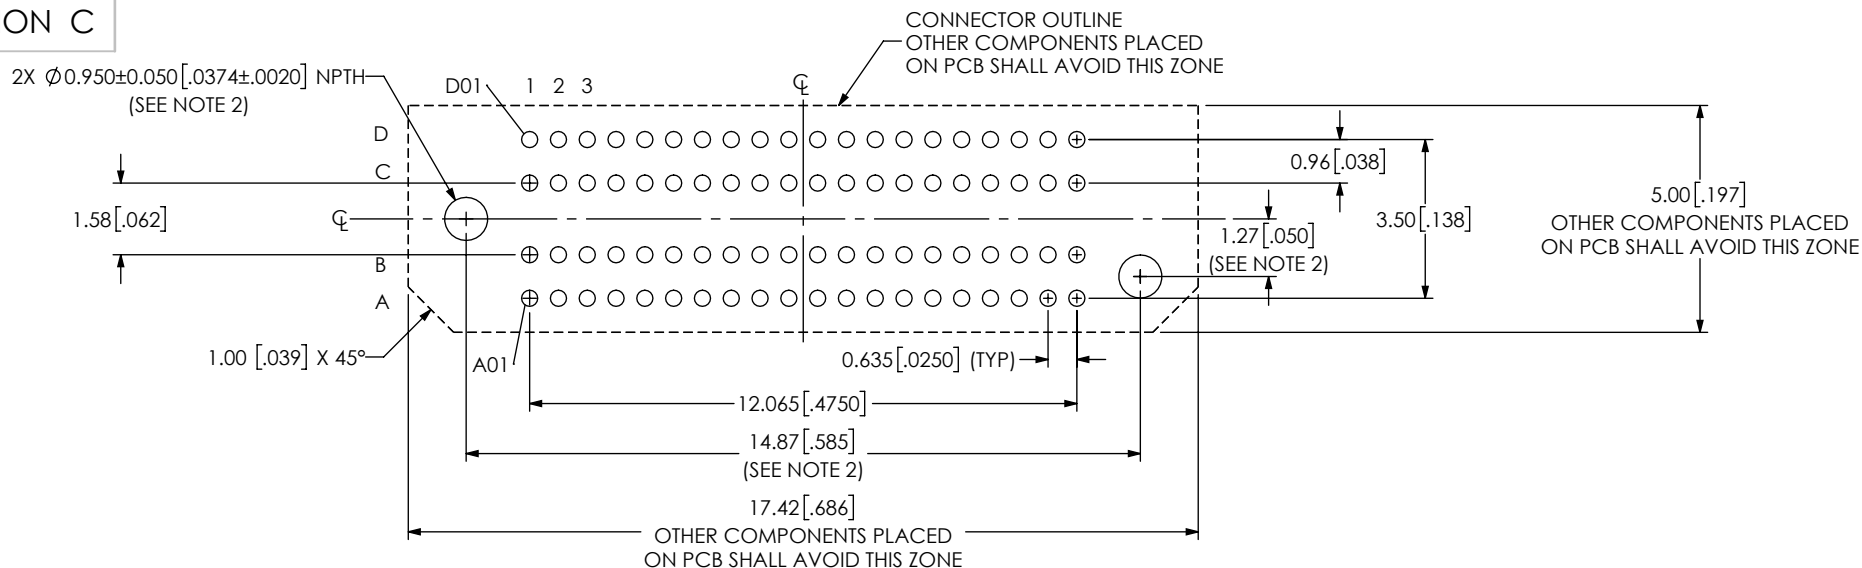 ON C
CONNECTOR OUTLINE
OTHER COMPONENTS PLACED
ON PCB SHALL AVOID THIS ZONE
2X Ø0.950±0.050[.0374±.0020] NPTH
(SEE NOTE 2)
D01
1 2 3
℄
D
C
B
A
0.96[.038]
1.58[.062]
℄
1.27[.050]
(SEE NOTE 2)
3.50[.138]
5.00[.197]
OTHER COMPONENTS PLACED
ON PCB SHALL AVOID THIS ZONE
1.00 [.039] X 45°
A01
0.635[.0250] (TYP)
12.065[.4750]
14.87[.585]
(SEE NOTE 2)
17.42[.686]
OTHER COMPONENTS PLACED
ON PCB SHALL AVOID THIS ZONE